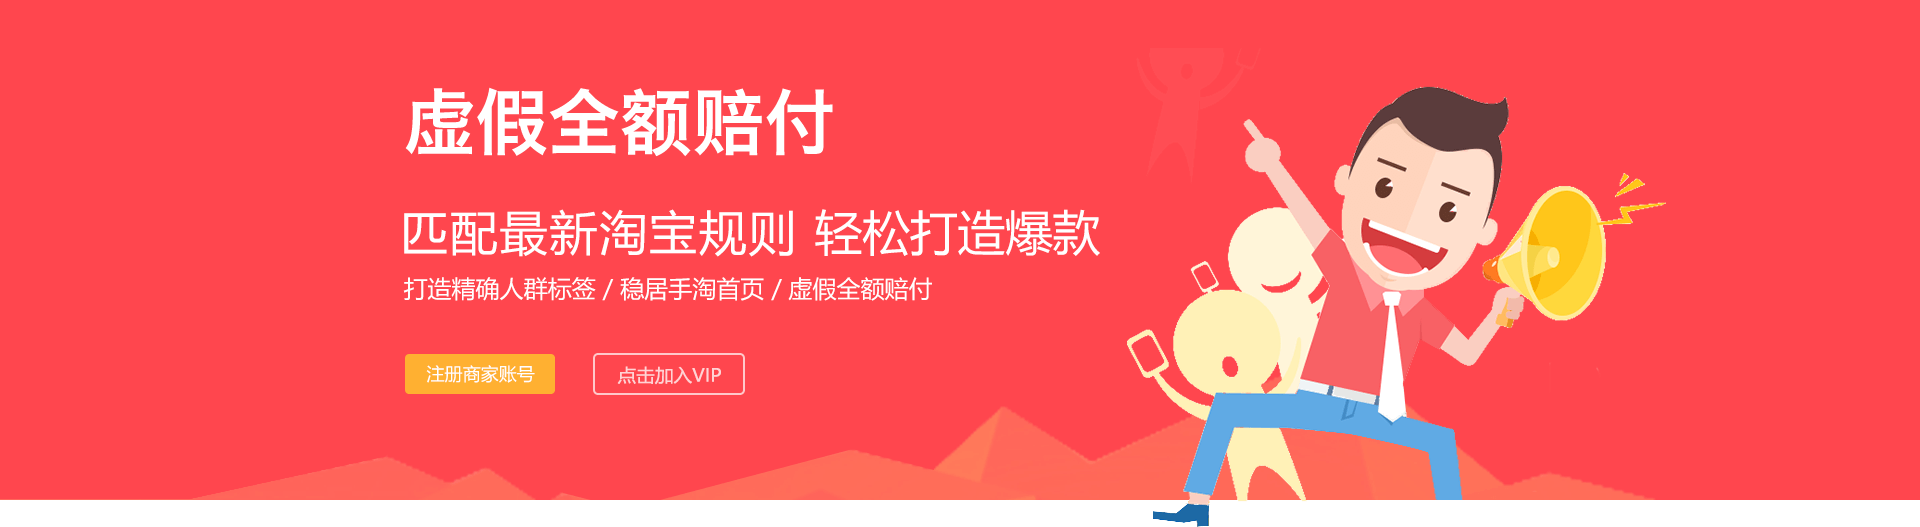 虚假全额赔付
匹配最新淘宝规则 轻松打造爆款
打造精确人群标签 / 稳居手淘首页 / 虚假全额赔付
注册商家账号
点击加入VIP